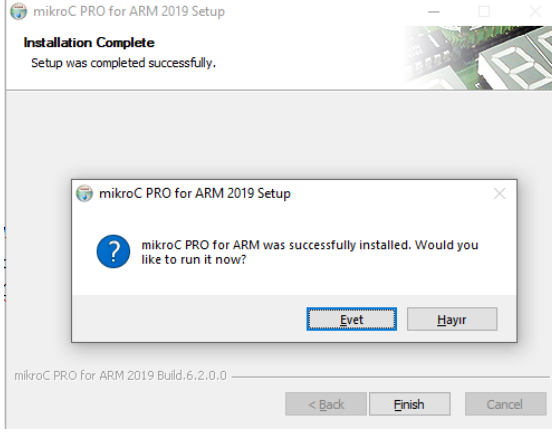 mikroC PRO for ARM 2019 Setup
Installation Complete
Setup was completed successfully.
mikroC PRO for ARM 2019 Setup
mikroC PRO for ARM was successfully installed. Would you
like to run it now?
Evet
Hayır
mikroC PRO for ARM 2019 Build.6.2.0.0
< Back
Finish
Cancel